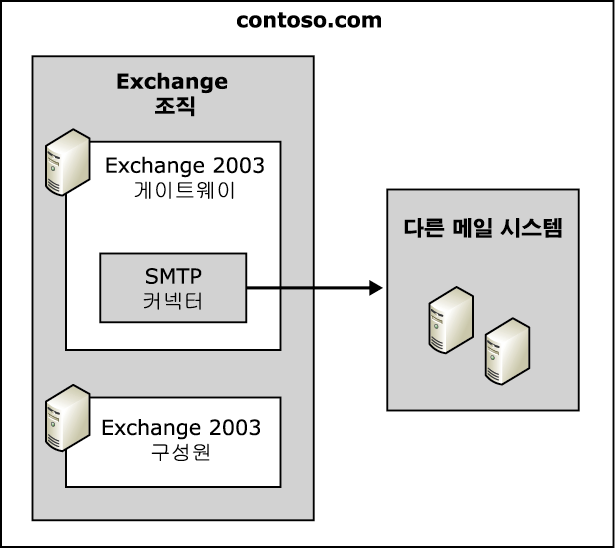 contoso.com
Exchange
조직
Exchange 2003
게이트웨이
SMTP
커넥터
다른 메일 시스템
Exchange 2003
구성원